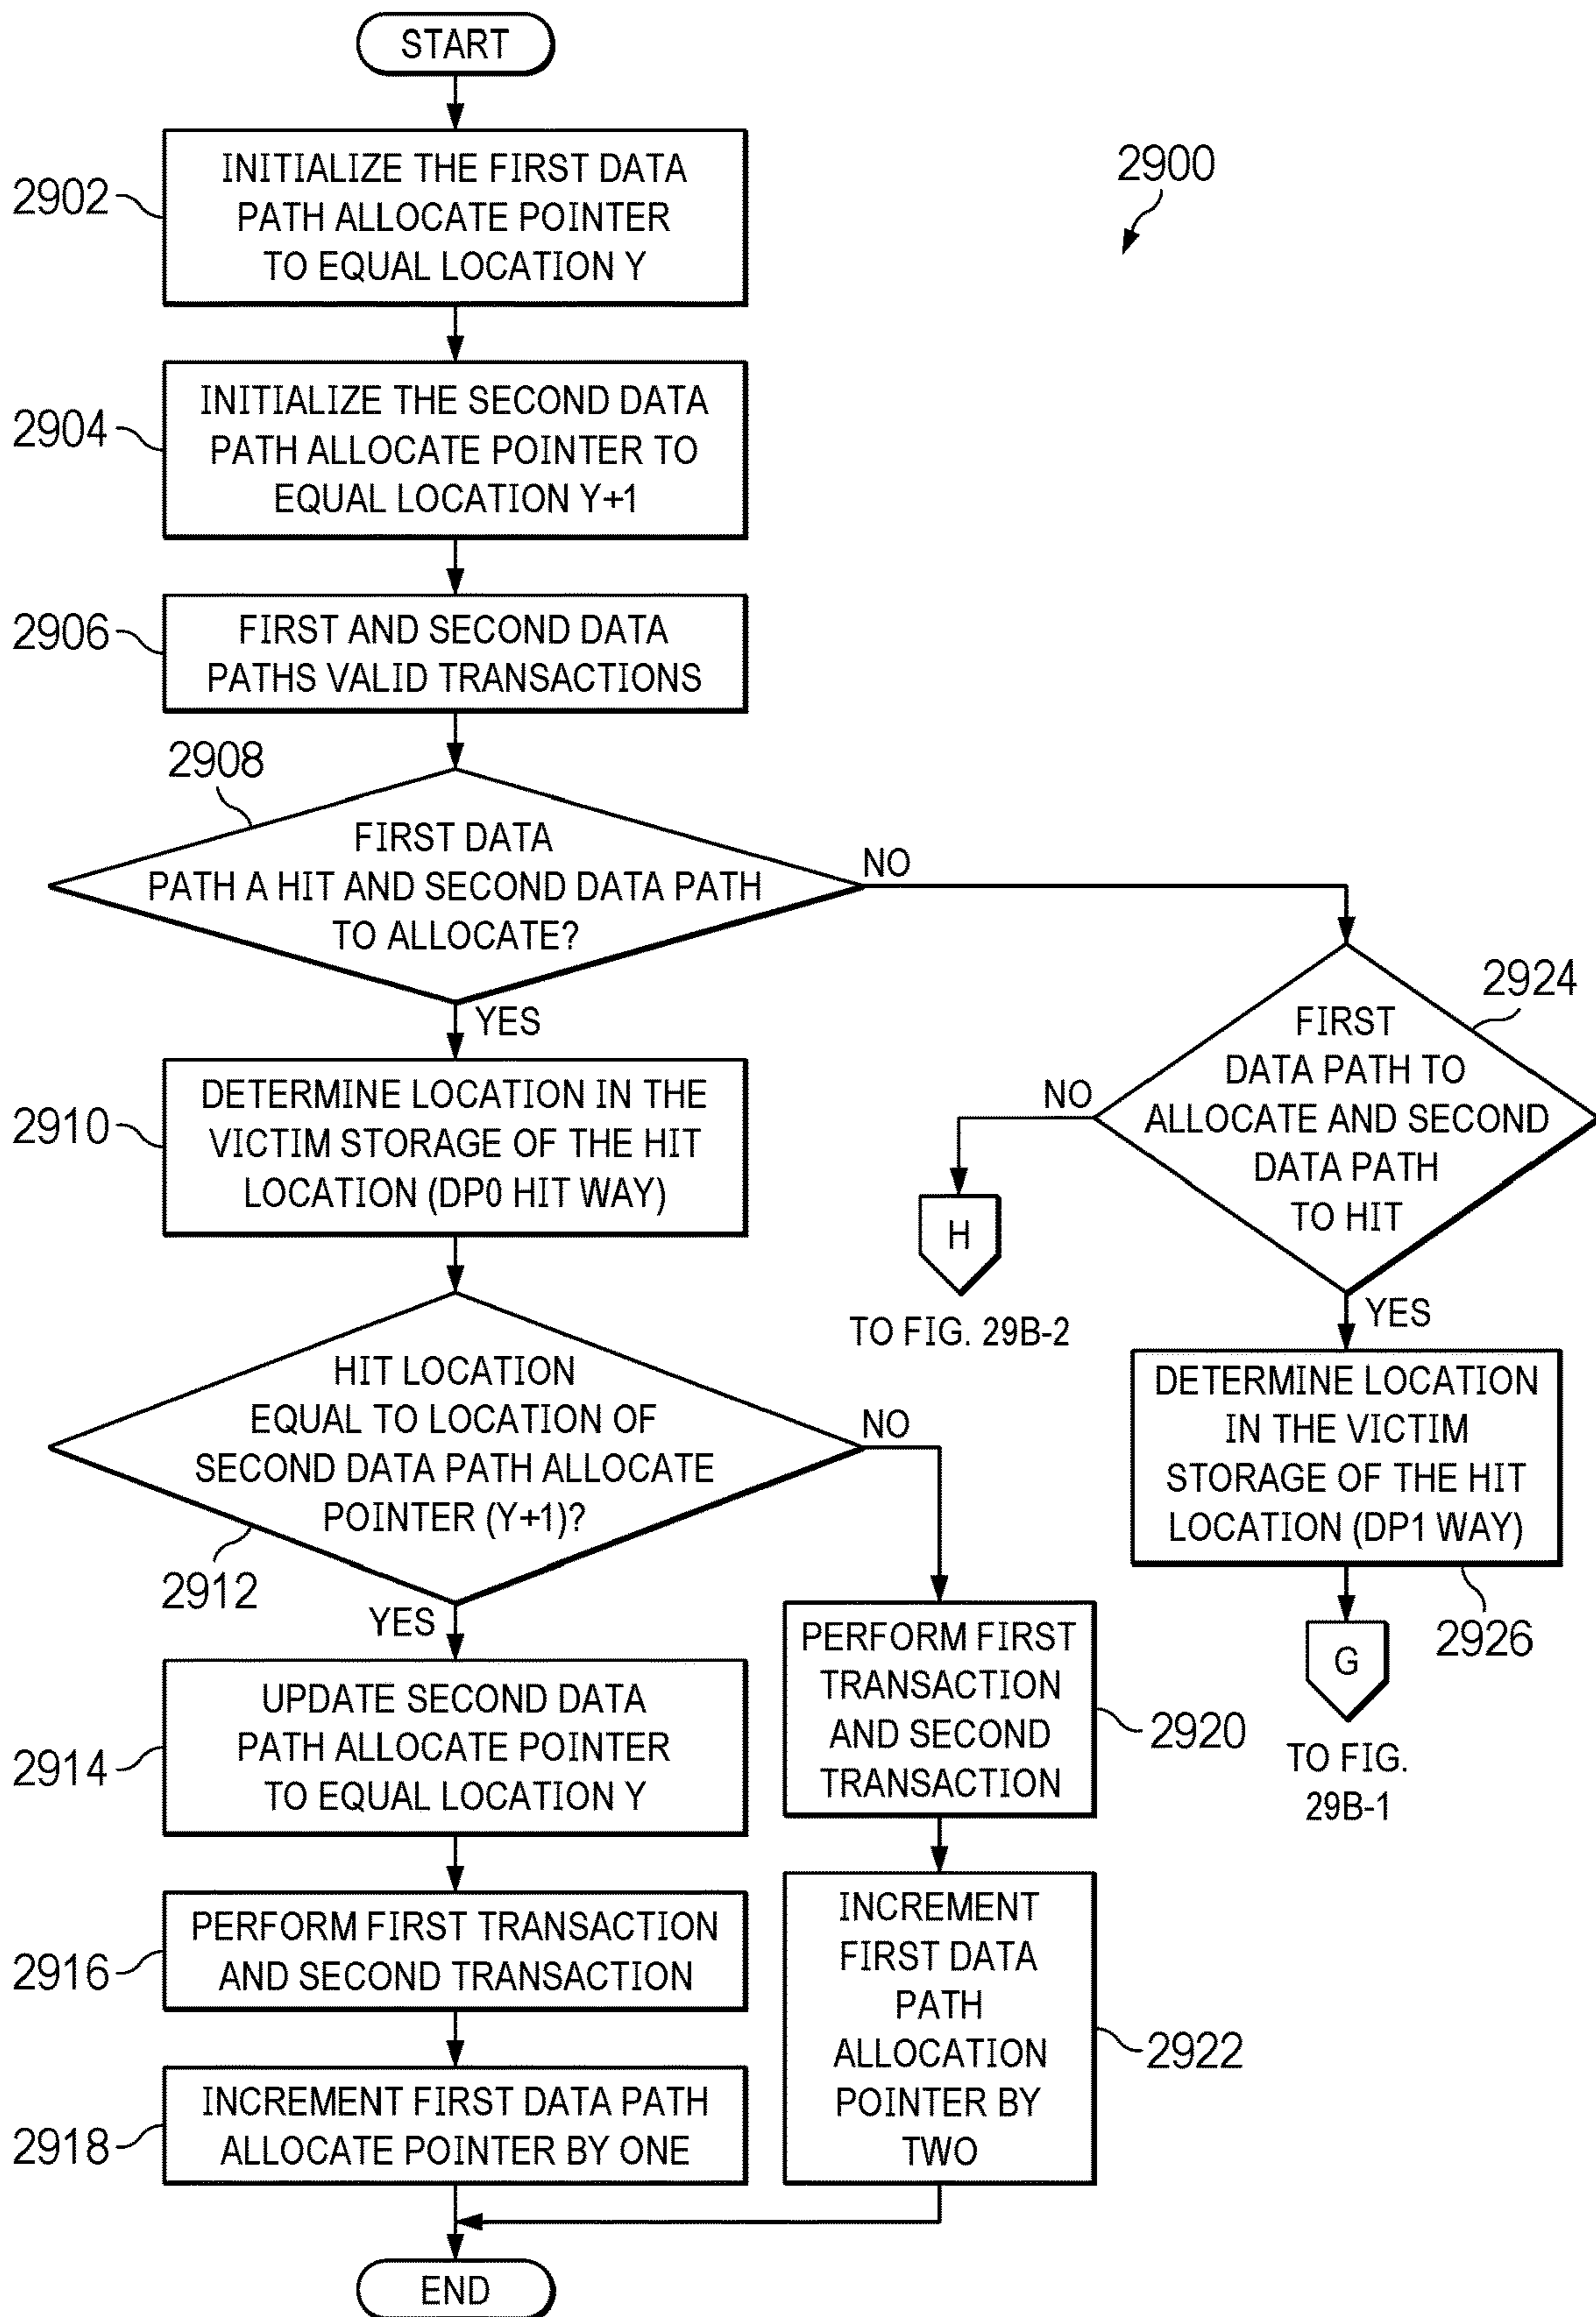 START
2900
2902
INITIALIZE THE FIRST DATA
PATH ALLOCATE POINTER
TO EQUAL LOCATION Y
2904
INITIALIZE THE SECOND DATA
PATH ALLOCATE POINTER TO
EQUAL LOCATION Y+1
2906
FIRST AND SECOND DATA
PATHS VALID TRANSACTIONS
2908
FIRST DATA
PATH A HIT AND SECOND DATA PATH
TO ALLOCATE?
NO
YES
2910
DETERMINE LOCATION IN THE
VICTIM STORAGE OF THE HIT
LOCATION (DP0 HIT WAY)
HIT LOCATION
EQUAL TO LOCATION OF
SECOND DATA PATH ALLOCATE
POINTER (Y+1)?
2912
NO
YES
2914
UPDATE SECOND DATA
PATH ALLOCATE POINTER
TO EQUAL LOCATION Y
2916
PERFORM FIRST TRANSACTION
AND SECOND TRANSACTION
2918
INCREMENT FIRST DATA PATH
ALLOCATE POINTER BY ONE
PERFORM FIRST
TRANSACTION
AND SECOND
TRANSACTION
2920
INCREMENT
FIRST DATA
PATH
ALLOCATION
POINTER BY
TWO
2922
END
2924
FIRST
DATA PATH TO
ALLOCATE AND SECOND
DATA PATH
TO HIT
NO
H
TO FIG. 29B-2
YES
DETERMINE LOCATION
IN THE VICTIM
STORAGE OF THE HIT
LOCATION (DP1 WAY)
2926
G
TO FIG.
29B-1